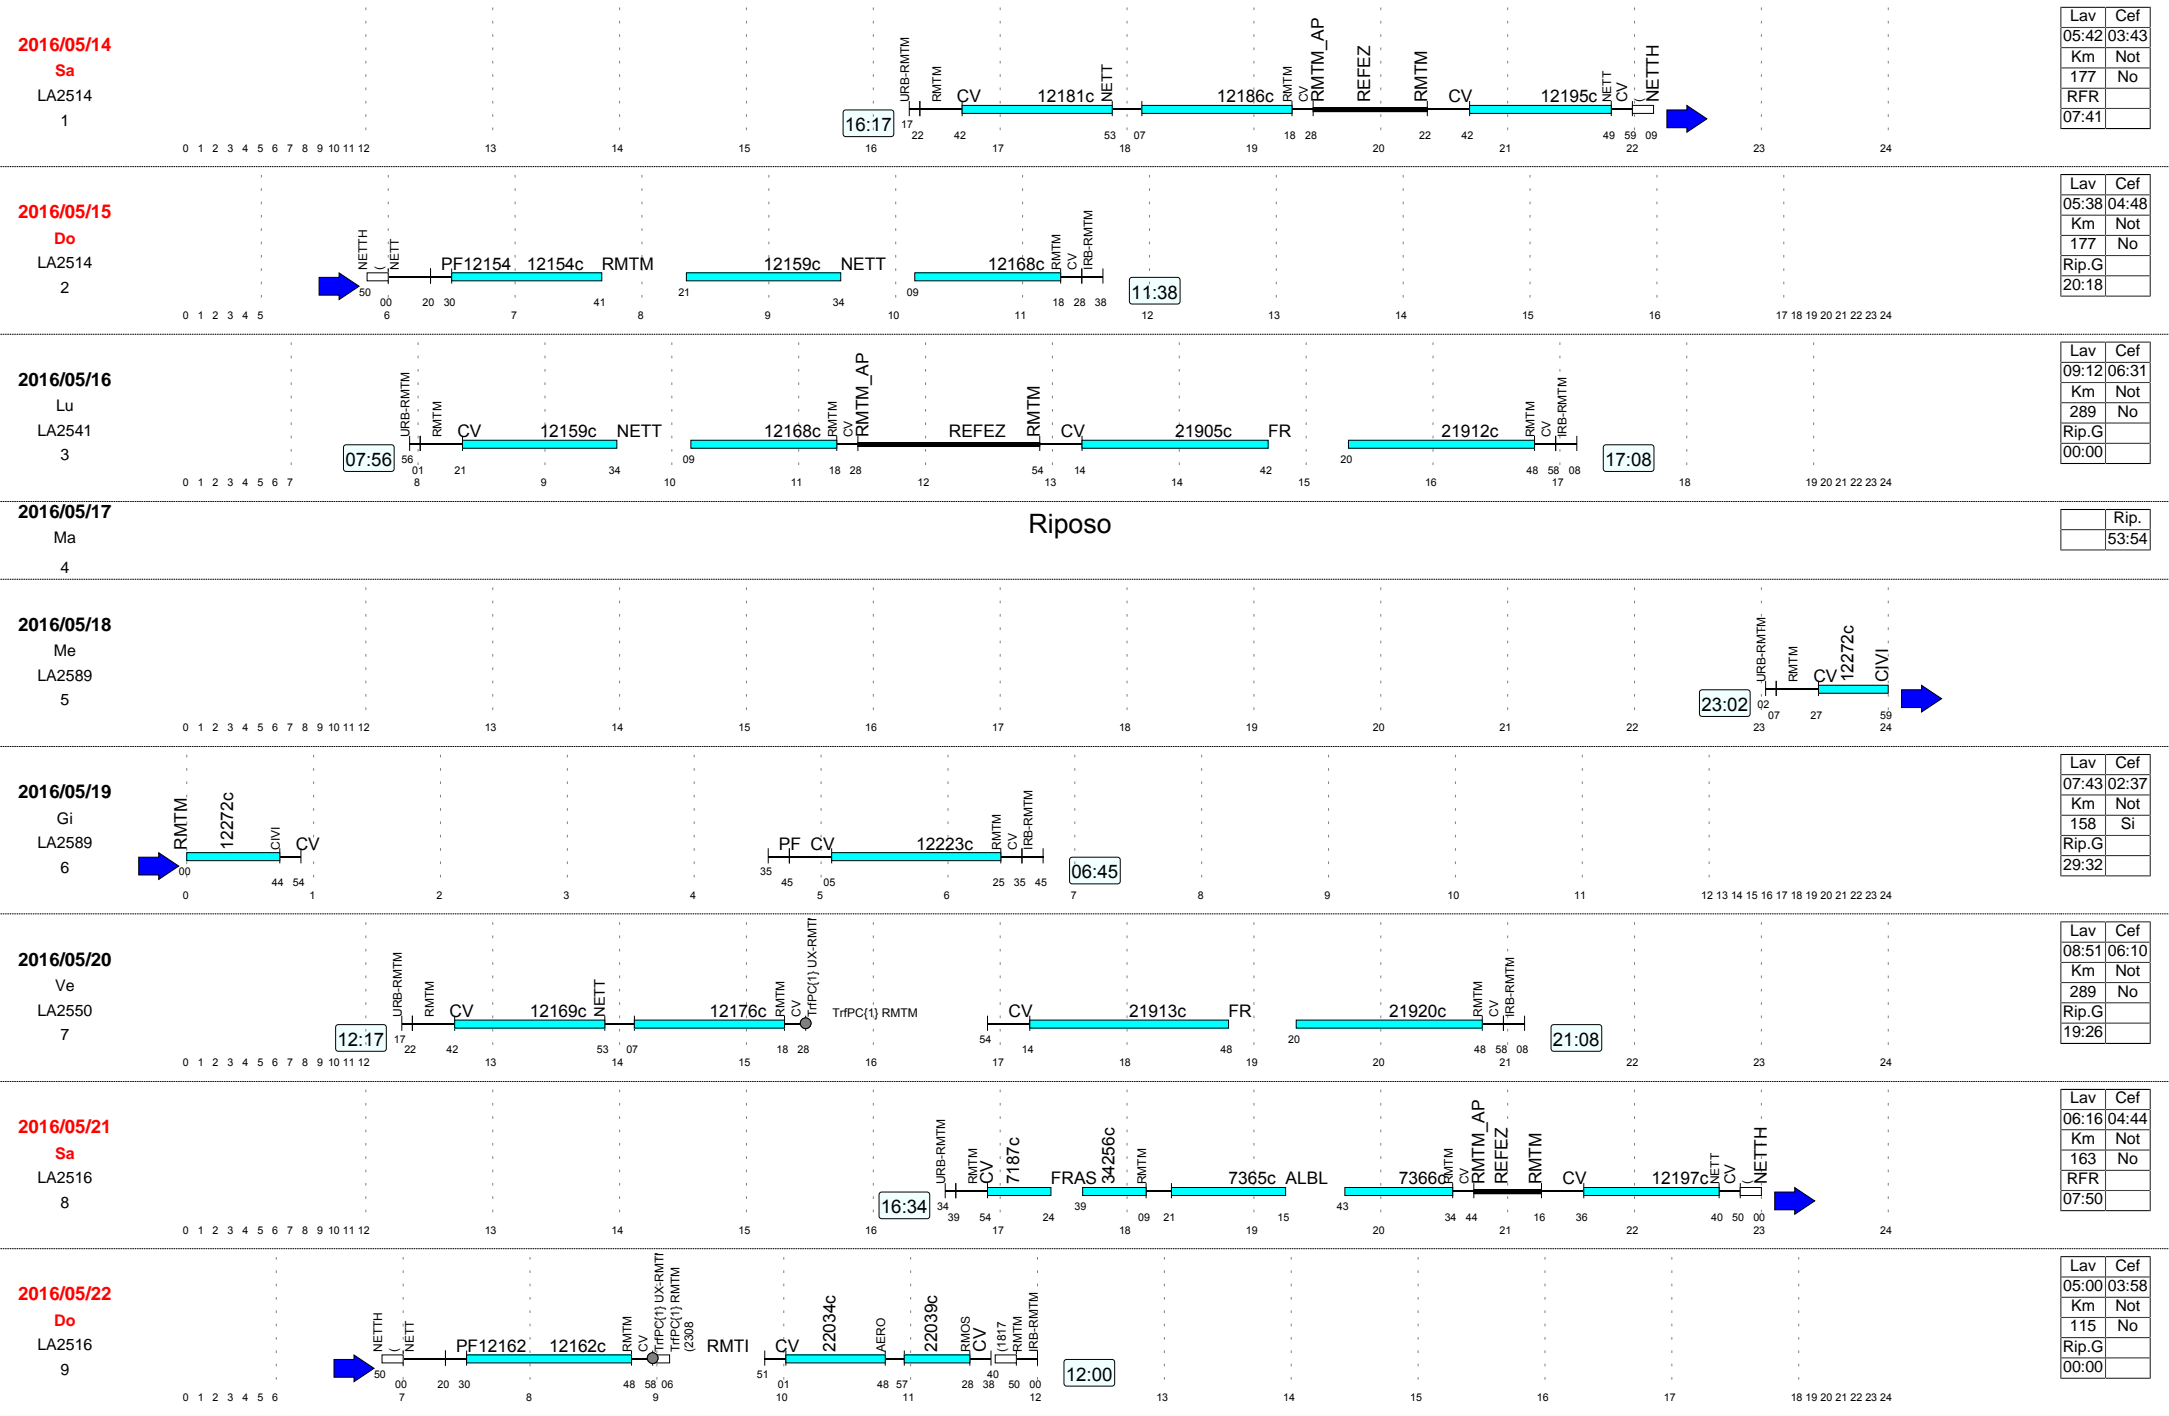 2016/05/14
Sa
LA2514
1
16:17
URB-RMTM RMTM CV 12181c NETT 12186c RMTM CV RMTM_AP REFEZ RMTM CV 12195c NETT CV ( NETTH
17 22 42 53 07 18 28 22 42 49 59 09
0 1 2 3 4 5 6 7 8 9 10 11 12 13 14 15 16 17 18 19 20 21 22 23 24
Lav Cef
05:42 03:43
Km Not
177 No
RFR
07:41
2016/05/15
Do
LA2514
2
NETTH ( NETT PF12154 12154c RMTM 12159c NETT 12168c RMTM CV IRB-RMTM
50 00 20 30 41 21 34 09 18 28 38
11:38
0 1 2 3 4 5 6 7 8 9 10 11 12 13 14 15 16 17 18 19 20 21 22 23 24
Lav Cef
05:38 04:48
Km Not
177 No
Rip.G
20:18
2016/05/16
Lu
LA2541
3
07:56
URB-RMTM RMTM CV 12159c NETT 12168c RMTM CV RMTM_AP REFEZ RMTM CV 21905c FR 21912c RMTM CV IRB-RMTM
56 01 21 34 09 18 28 54 14 42 20 48 58 08
17:08
0 1 2 3 4 5 6 7 8 9 10 11 12 13 14 15 16 17 18 19 20 21 22 23 24
Lav Cef
09:12 06:31
Km Not
289 No
Rip.G
00:00
2016/05/17
Ma
4
Riposo
Rip.
53:54
2016/05/18
Me
LA2589
5
23:02
URB-RMTM RMTM CV 12272c CIVI
02 07 27 59
0 1 2 3 4 5 6 7 8 9 10 11 12 13 14 15 16 17 18 19 20 21 22 23 24
2016/05/19
Gi
LA2589
6
RMTM 12272c CIVI CV PF CV 12223c RMTM CV IRB-RMTM
00 44 54 35 45 05 25 35 45
06:45
0 1 2 3 4 5 6 7 8 9 10 11 12 13 14 15 16 17 18 19 20 21 22 23 24
Lav Cef
07:43 02:37
Km Not
158 Si
Rip.G
29:32
2016/05/20
Ve
LA2550
7
12:17
URB-RMTM RMTM CV 12169c NETT 12176c RMTM CV TrfPC{1} UX-RMT TrfPC{1} RMTM CV 21913c FR 21920c RMTM CV IRB-RMTM
17 22 42 53 07 18 28 54 14 48 20 48 58 08
21:08
0 1 2 3 4 5 6 7 8 9 10 11 12 13 14 15 16 17 18 19 20 21 22 23 24
Lav Cef
08:51 06:10
Km Not
289 No
Rip.G
19:26
2016/05/21
Sa
LA2516
8
16:34
URB-RMTM RMTM CV 7187c FRAS 34256c RMTM 7365c ALBL 7366c RMTM CV RMTM_AP REFEZ RMTM CV 12197c NETT CV ( NETTH
34 39 54 24 39 09 21 15 43 34 44 16 36 40 50 00
0 1 2 3 4 5 6 7 8 9 10 11 12 13 14 15 16 17 18 19 20 21 22 23 24
Lav Cef
06:16 04:44
Km Not
163 No
RFR
07:50
2016/05/22
Do
LA2516
9
NETTH ( NETT PF12162 12162c RMTM CV TrfPC{1} UX-RMT TrfPC{1} RMTM (2308 RMTI CV 22034c AERO 22039c RMOS CV (1817 RMTM IRB-RMTM
50 00 20 30 48 58 06 51 01 48 57 28 38 40 50 00
12:00
0 1 2 3 4 5 6 7 8 9 10 11 12 13 14 15 16 17 18 19 20 21 22 23 24
Lav Cef
05:00 03:58
Km Not
115 No
Rip.G
00:00